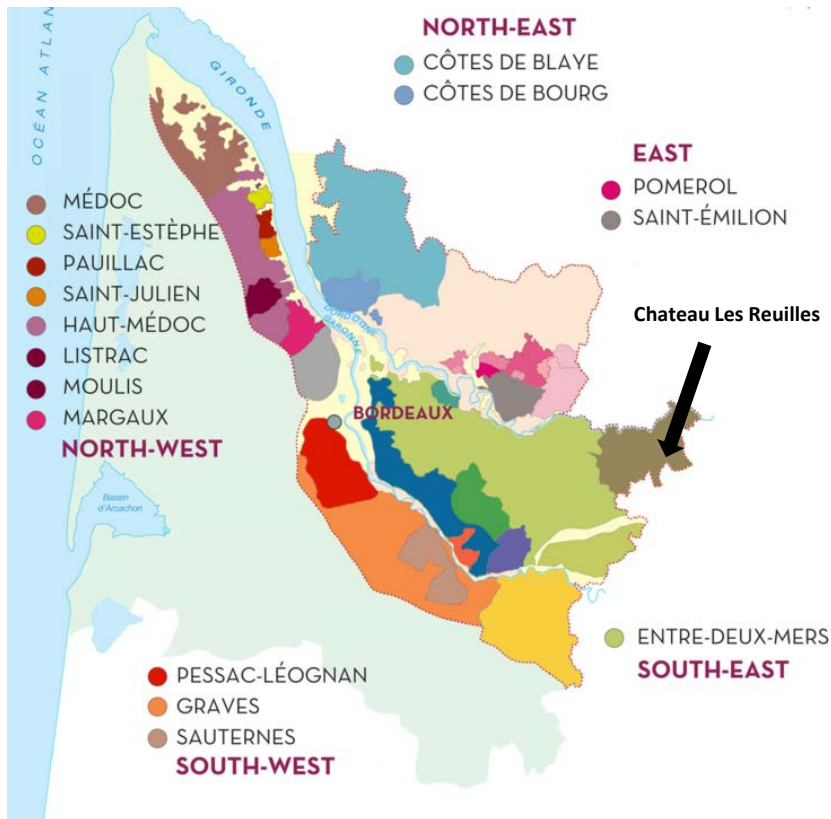 OCÉAN ATLAN
GIRONDE
NORTH-EAST
CÔTES DE BLAYE
CÔTES DE BOURG
EAST
POMEROL
SAINT-ÉMILION
MÉDOC
SAINT-ESTÈPHE
PAUILLAC
SAINT-JULIEN
HAUT-MÉDOC
LISTRAC
MOULIS
MARGAUX
NORTH-WEST
Chateau Les Reuilles
DORDOGNE
GARONNE
BORDEAUX
Bassin
d'Arcachon
ENTRE-DEUX-MERS
SOUTH-EAST
PESSAC-LÉOGNAN
GRAVES
SAUTERNES
SOUTH-WEST